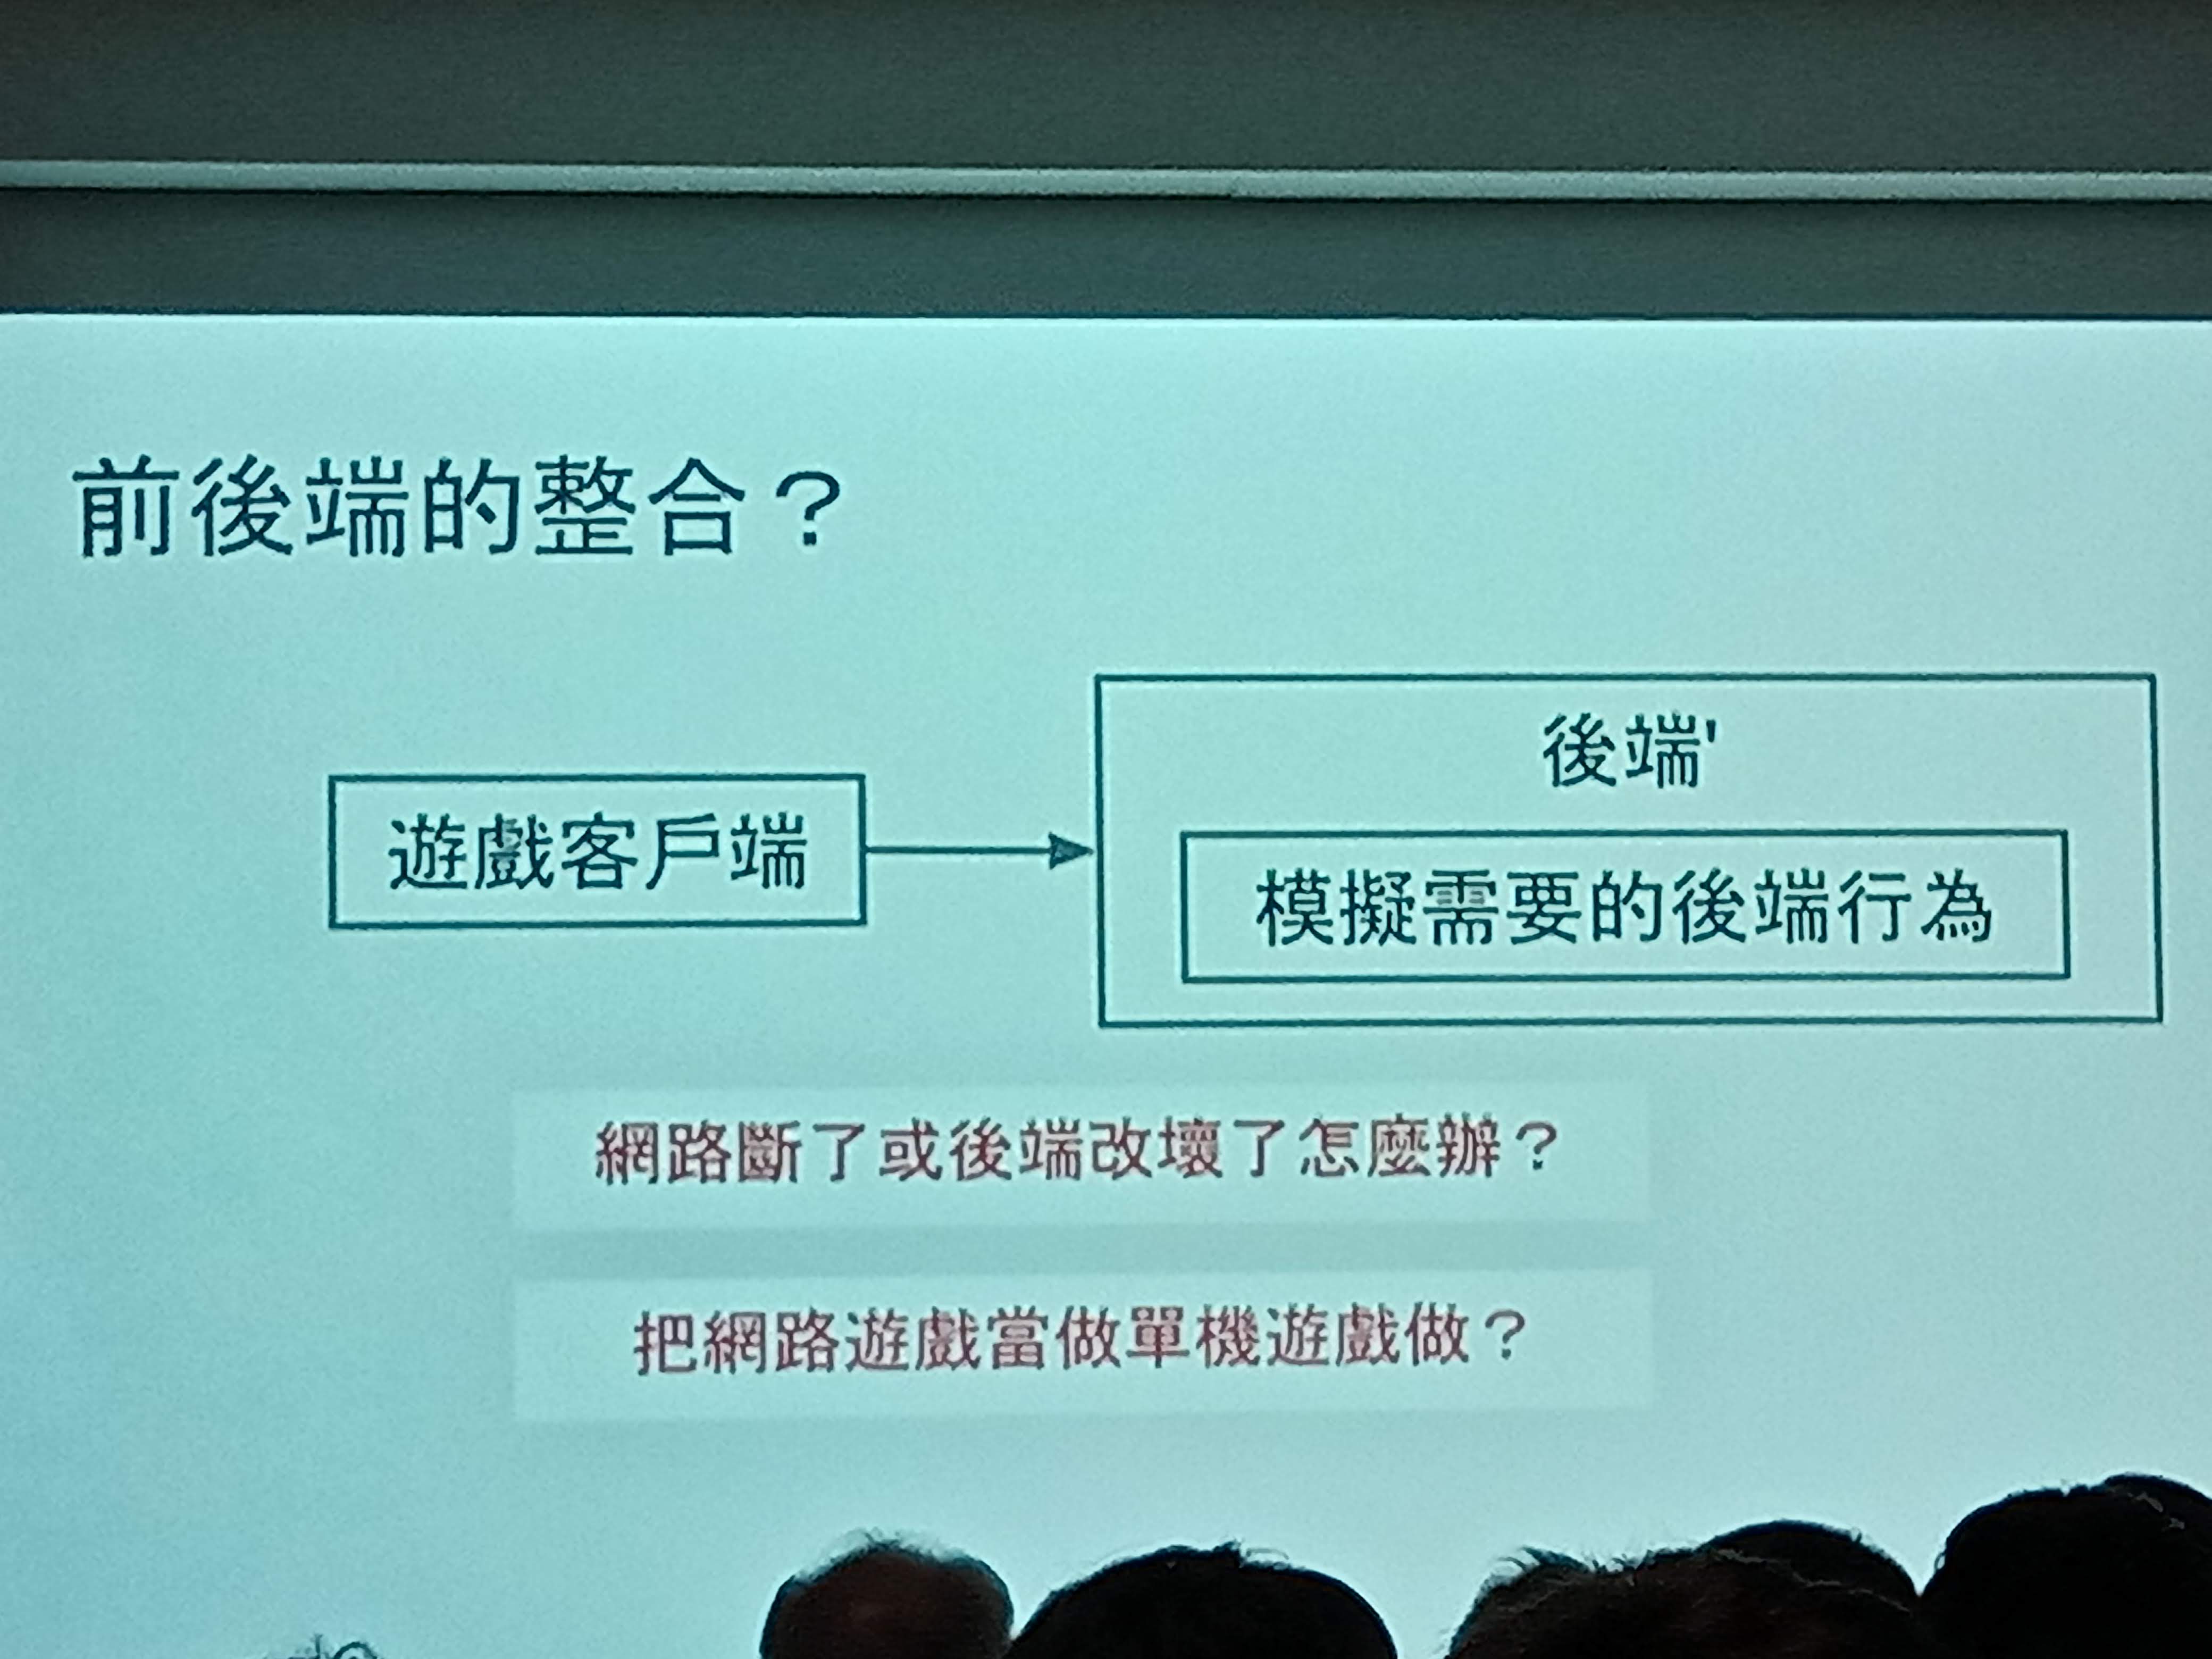 前後端的整合？
後端'
遊戲客戶端
模擬需要的後端行為
網路斷了或後端改壞了怎麼辦？
把網路遊戲當做單機遊戲做？